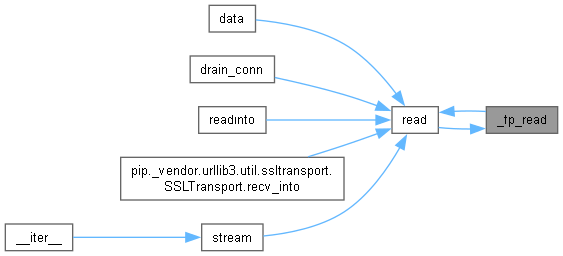 data
drain_conn
readinto
read
_fp_read
pip._vendor.urllib3.util.ssltransport.
SSLTransport.recv_into
__iter__
stream